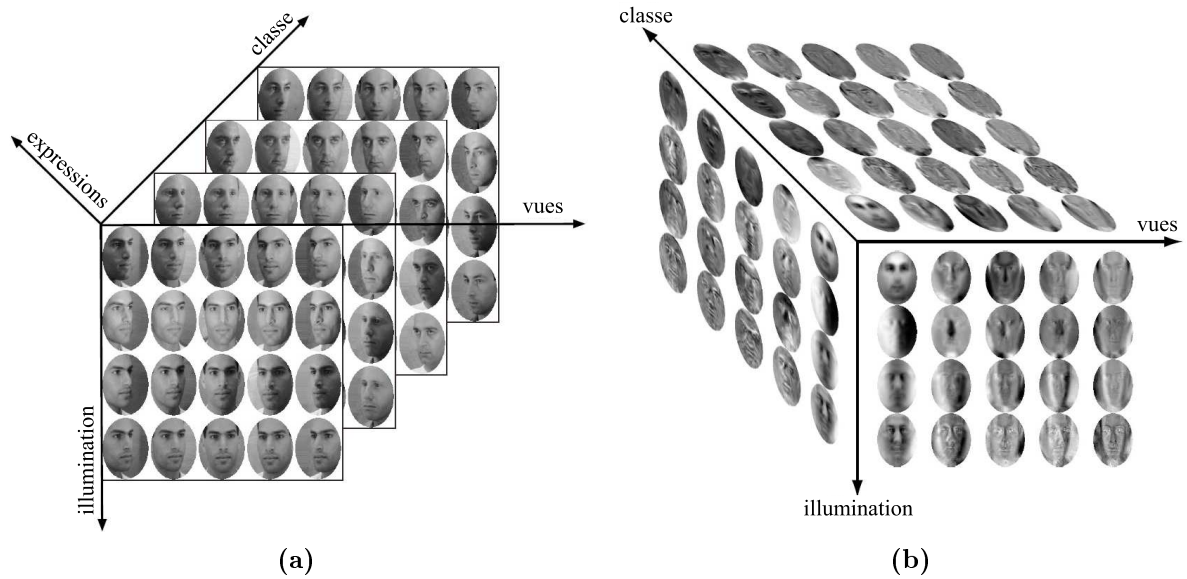 classe
expressions
vues
illumination
(a)
classe
vues
illumination
(b)